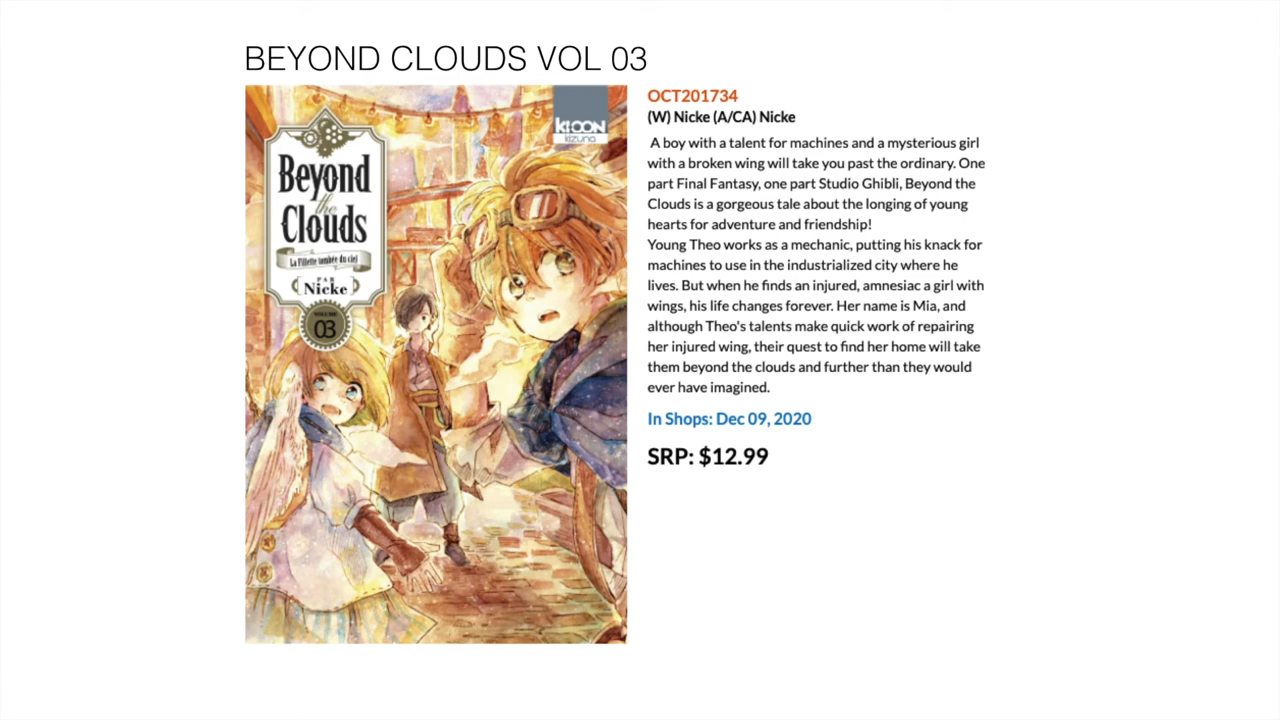 BEYOND CLOUDS VOL 03
KI-OON
kizuna
Beyond
the
Clouds
La Fillette tombée du ciel
PAR
Nicke
VOLUME
03
OCT201734
(W) Nicke (A/CA) Nicke
A boy with a talent for machines and a mysterious girl
with a broken wing will take you past the ordinary. One
part Final Fantasy, one part Studio Ghibli, Beyond the
Clouds is a gorgeous tale about the longing of young
hearts for adventure and friendship!
Young Theo works as a mechanic, putting his knack for
machines to use in the industrialized city where he
lives. But when he finds an injured, amnesiac a girl with
wings, his life changes forever. Her name is Mia, and
although Theo's talents make quick work of repairing
her injured wing, their quest to find her home will take
them beyond the clouds and further than they would
ever have imagined.
In Shops: Dec 09, 2020
SRP: $12.99